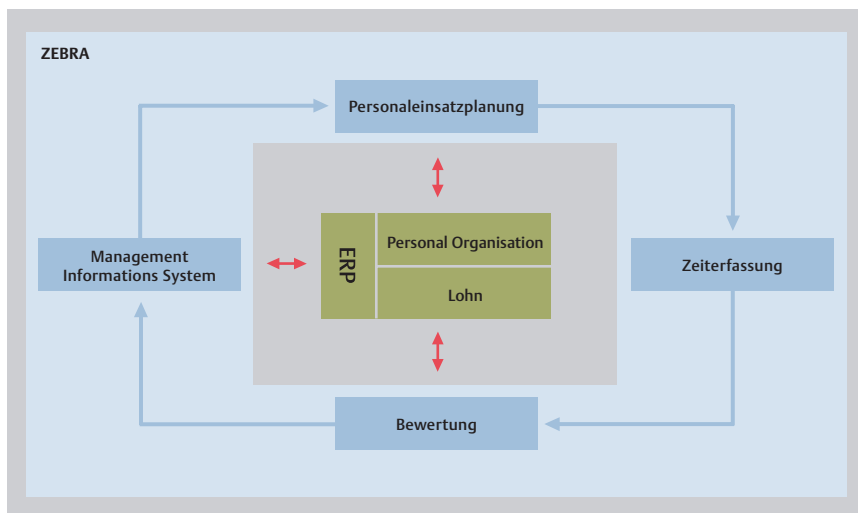 ZEBRA
Personaleinsatzplanung
Management
Informations System
ERP
Personal Organisation
Lohn
Zeiterfassung
Bewertung